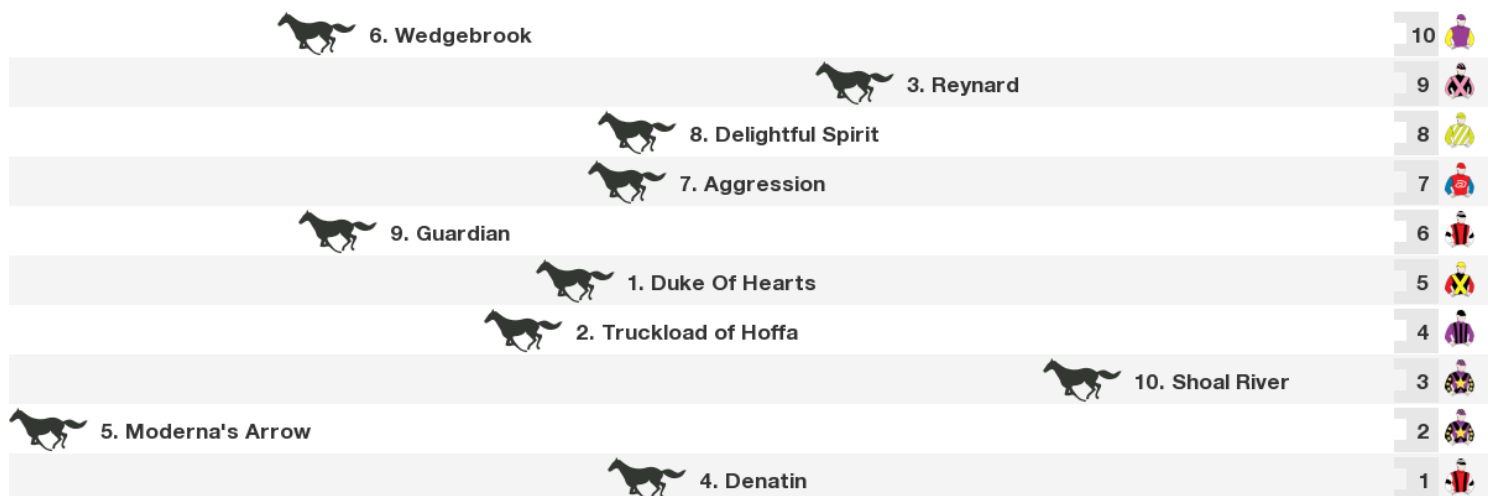 6. Wedgebrook 10
3. Reynard 9
8. Delightful Spirit 8
7. Aggression 7
9. Guardian 6
1. Duke Of Hearts 5
2. Truckload of Hoffa 4
10. Shoal River 3
5. Moderna's Arrow 2
4. Denatin 1